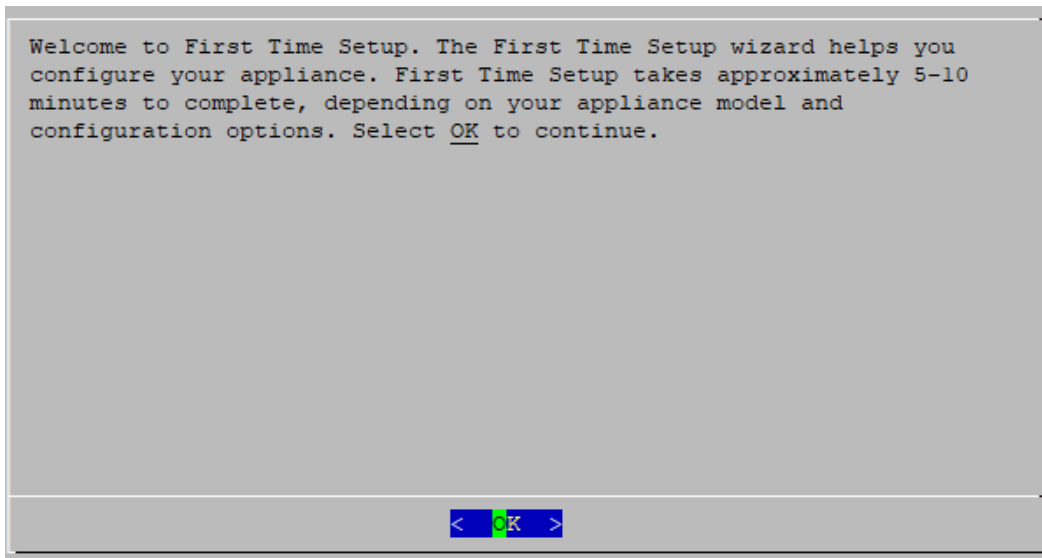 Welcome to First Time Setup. The First Time Setup wizard helps you
configure your appliance. First Time Setup takes approximately 5-10
minutes to complete, depending on your appliance model and
configuration options. Select OK to continue.
< OK >